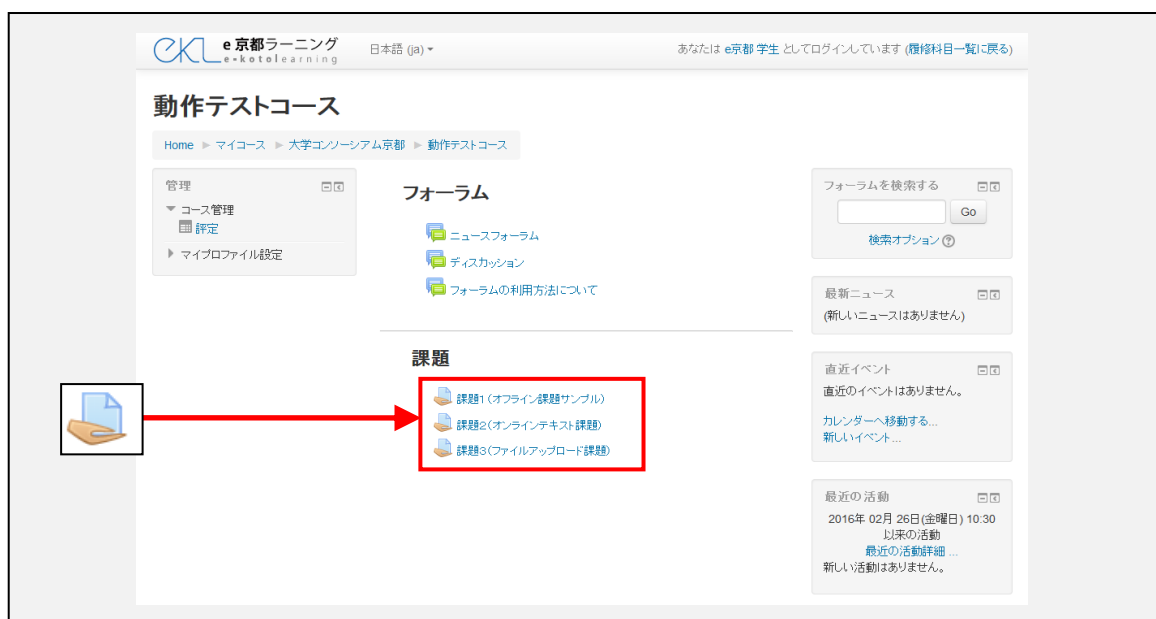 e京都ラーニング
e-kotolearning
日本語 (ja)
あなたは e京都 学生 としてログインしています (履修科目一覧に戻る)
動作テストコース
Home ▶ マイコース ▶ 大学コンソーシアム京都 ▶ 動作テストコース
管理
コース管理
評定
マイプロファイル設定
フォーラム
ニュースフォーラム
ディスカッション
フォーラムの利用方法について
課題
課題1(オフライン課題サンプル)
課題2(オンラインテキスト課題)
課題3(ファイルアップロード課題)
フォーラムを検索する
Go
検索オプション
最新ニュース
(新しいニュースはありません)
直近イベント
直近のイベントはありません。
カレンダーへ移動する...
新しいイベント...
最近の活動
2016年 02月 26日(金曜日) 10:30
以来の活動
最近の活動詳細 ...
新しい活動はありません。